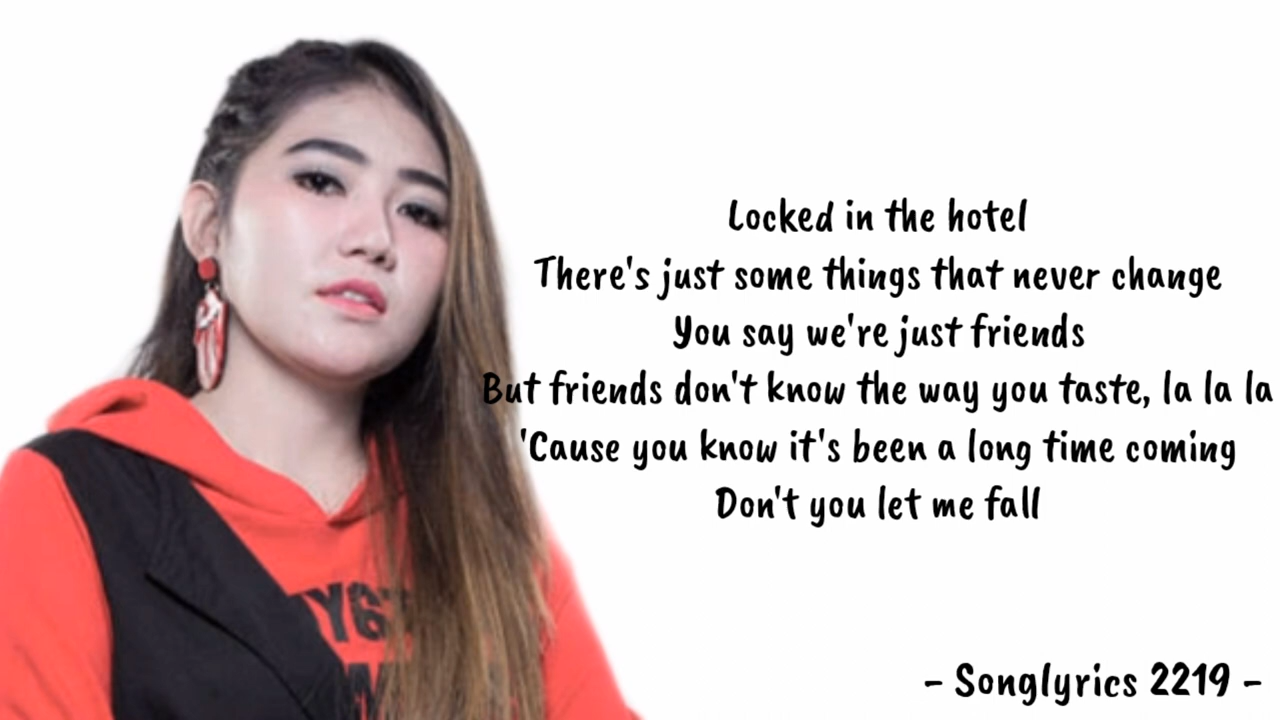 Locked in the hotel
There's just some things that never change
You say we're just friends
But friends don't know the way you taste, la la la
'Cause you know it's been a long time coming
Don't you let me fall
- Songlyrics 2219 -